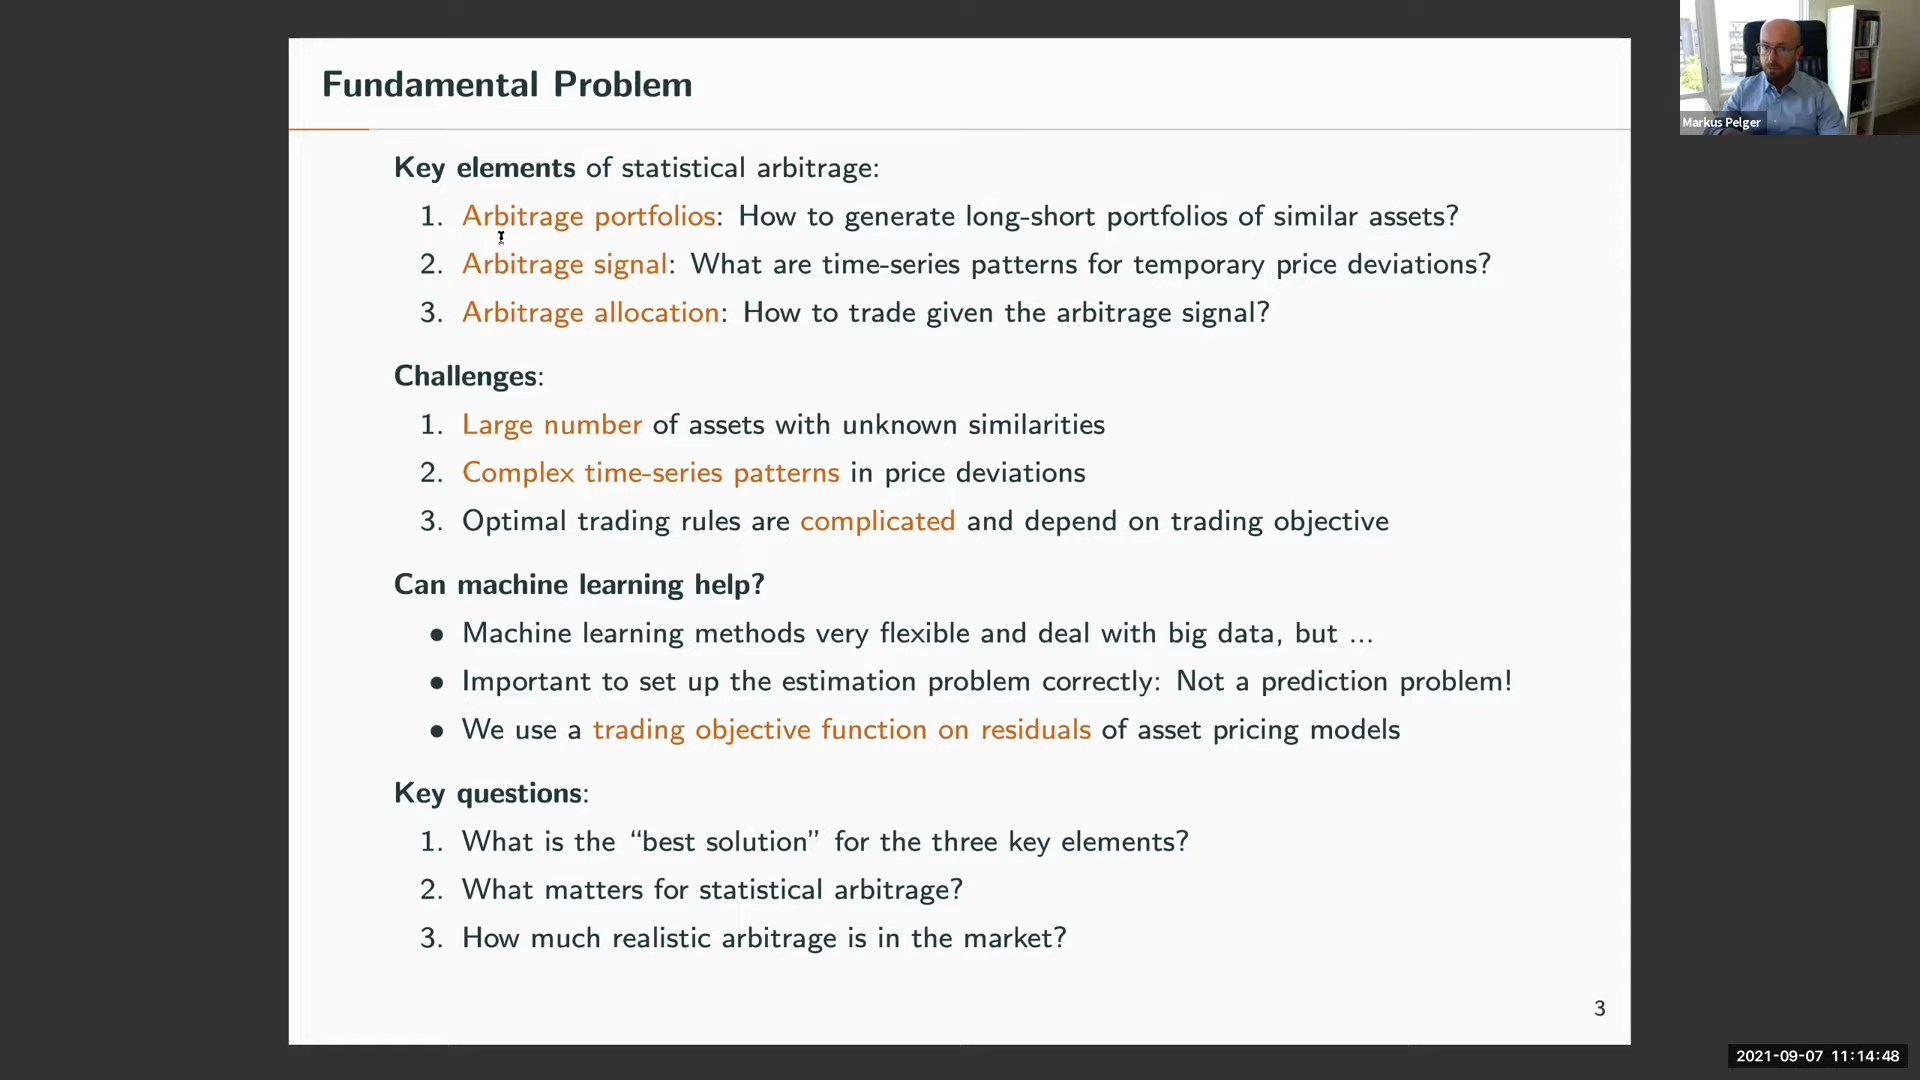 Fundamental Problem
Markus Pelger
Key elements of statistical arbitrage:
1. Arbitrage portfolios: How to generate long-short portfolios of similar assets?
2. Arbitrage signal: What are time-series patterns for temporary price deviations?
3. Arbitrage allocation: How to trade given the arbitrage signal?
Challenges:
1. Large number of assets with unknown similarities
2. Complex time-series patterns in price deviations
3. Optimal trading rules are complicated and depend on trading objective
Can machine learning help?
● Machine learning methods very flexible and deal with big data, but ...
● Important to set up the estimation problem correctly: Not a prediction problem!
● We use a trading objective function on residuals of asset pricing models
Key questions:
1. What is the “best solution” for the three key elements?
2. What matters for statistical arbitrage?
3. How much realistic arbitrage is in the market?
3
2021-09-07 11:14:48